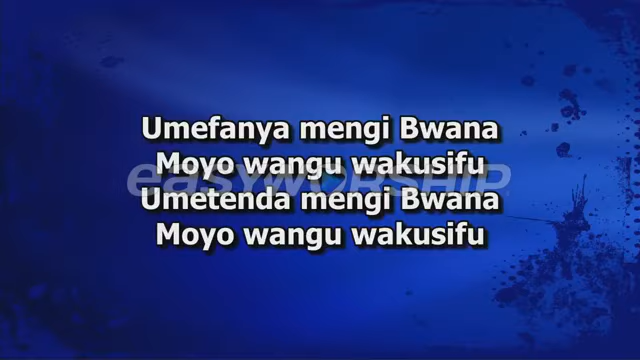 Umefanya mengi Bwana
Moyo wangu wakusifu
easyworship
Umetenda mengi Bwana
Moyo wangu wakusifu